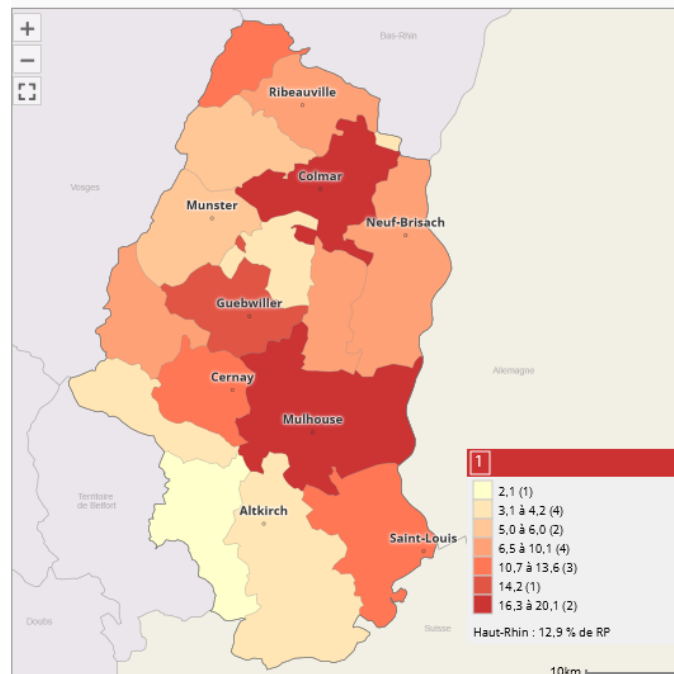 +
−
Bas-Rhin
Ribeauville
Vosges
Colmar
Munster
Neuf-Brisach
Guebwiller
Allemagne
Cernay
Mulhouse
Territoire
de Belfort
Altkirch
Saint-Louis
Doubs
Suisse
1
2,1 (1)
3,1 à 4,2 (4)
5,0 à 6,0 (2)
6,5 à 10,1 (4)
10,7 à 13,6 (3)
14,2 (1)
16,3 à 20,1 (2)
Haut-Rhin : 12,9 % de RP
10km